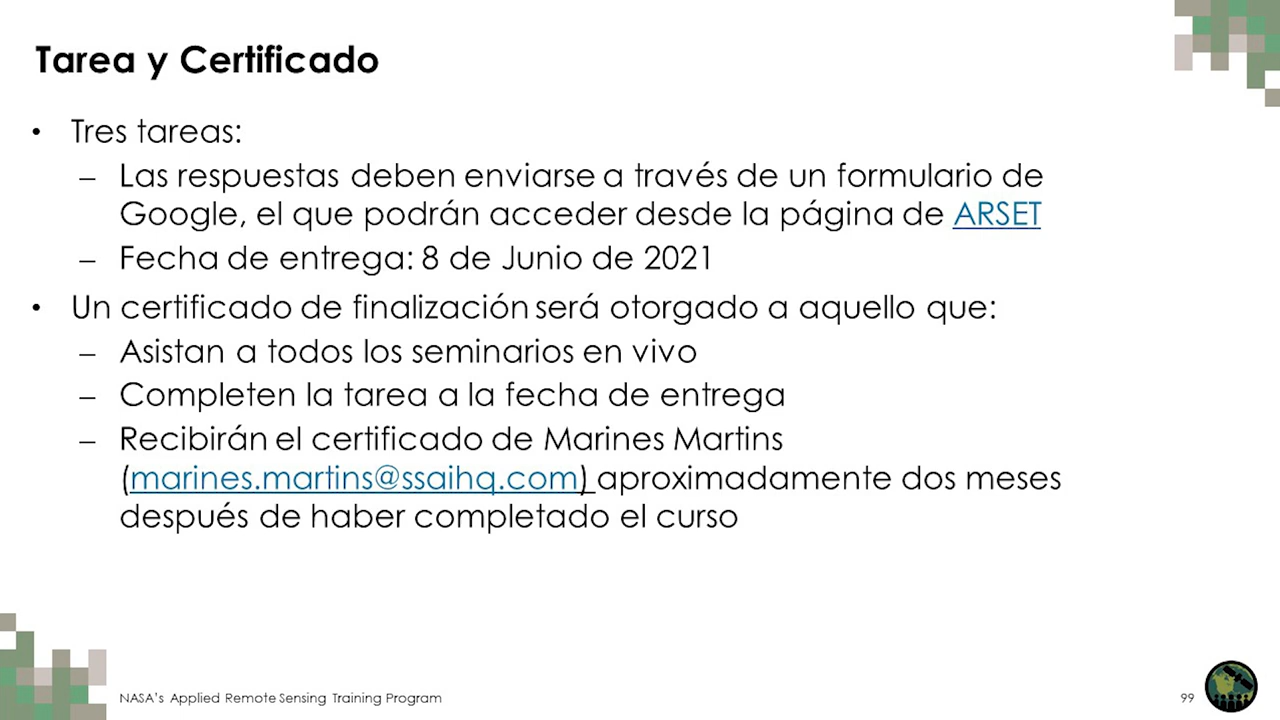 Tarea y Certificado
• Tres tareas:
– Las respuestas deben enviarse a través de un formulario de
Google, el que podrán acceder desde la página de ARSET
– Fecha de entrega: 8 de Junio de 2021
• Un certificado de finalización será otorgado a aquello que:
– Asistan a todos los seminarios en vivo
– Completen la tarea a la fecha de entrega
– Recibirán el certificado de Marines Martins
(marines.martins@ssaihq.com) aproximadamente dos meses
después de haber completado el curso
NASA's Applied Remote Sensing Training Program
99